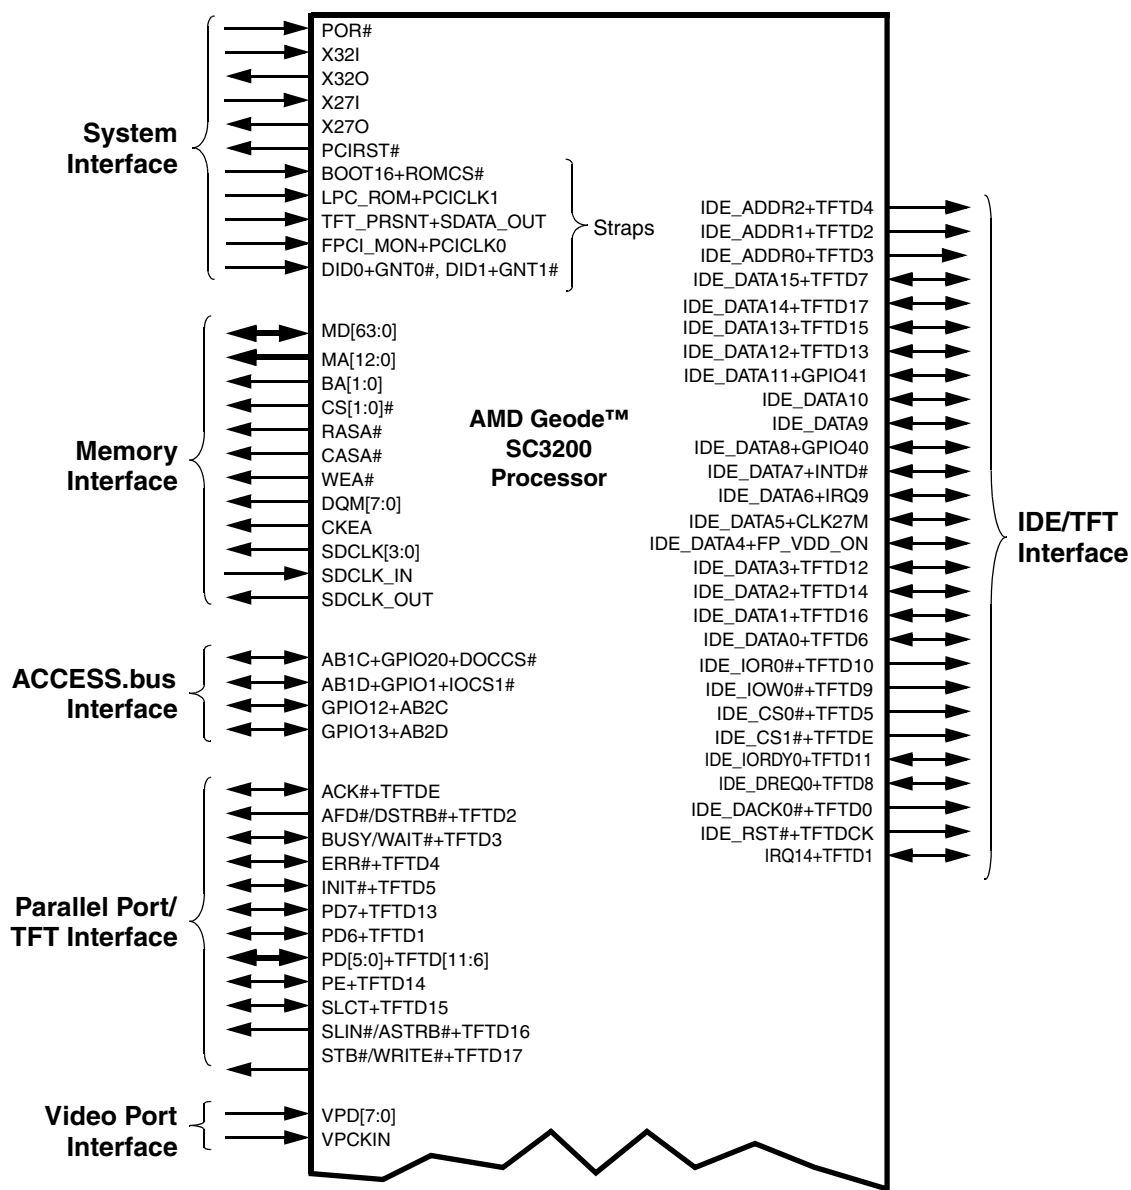 System
Interface
POR#
X32I
X32O
X27I
X27O
PCIRST#
BOOT16+ROMCS#
LPC_ROM+PCICLK1
TFT_PRSNT+SDATA_OUT
FPCI_MON+PCICLK0
DID0+GNT0#, DID1+GNT1#
Straps
Memory
Interface
MD[63:0]
MA[12:0]
BA[1:0]
CS[1:0]#
RASA#
CASA#
WEA#
DQM[7:0]
CKEA
SDCLK[3:0]
SDCLK_IN
SDCLK_OUT
ACCESS.bus
Interface
AB1C+GPIO20+DOCCS#
AB1D+GPIO1+IOCS1#
GPIO12+AB2C
GPIO13+AB2D
Parallel Port/
TFT Interface
ACK#+TFTDE
AFD#/DSTRB#+TFTD2
BUSY/WAIT#+TFTD3
ERR#+TFTD4
INIT#+TFTD5
PD7+TFTD13
PD6+TFTD1
PD[5:0]+TFTD[11:6]
PE+TFTD14
SLCT+TFTD15
SLIN#/ASTRB#+TFTD16
STB#/WRITE#+TFTD17
Video Port
Interface
VPD[7:0]
VPCKIN
AMD Geode™
SC3200
Processor
IDE_ADDR2+TFTD4
IDE_ADDR1+TFTD2
IDE_ADDR0+TFTD3
IDE_DATA15+TFTD7
IDE_DATA14+TFTD17
IDE_DATA13+TFTD15
IDE_DATA12+TFTD13
IDE_DATA11+GPIO41
IDE_DATA10
IDE_DATA9
IDE_DATA8+GPIO40
IDE_DATA7+INTD#
IDE_DATA6+IRQ9
IDE_DATA5+CLK27M
IDE_DATA4+FP_VDD_ON
IDE_DATA3+TFTD12
IDE_DATA2+TFTD14
IDE_DATA1+TFTD16
IDE_DATA0+TFTD6
IDE_IOR0#+TFTD10
IDE_IOW0#+TFTD9
IDE_CS0#+TFTD5
IDE_CS1#+TFTDE
IDE_IORDY0+TFTD11
IDE_DREQ0+TFTD8
IDE_DACK0#+TFTD0
IDE_RST#+TFTDCK
IRQ14+TFTD1
IDE/TFT
Interface